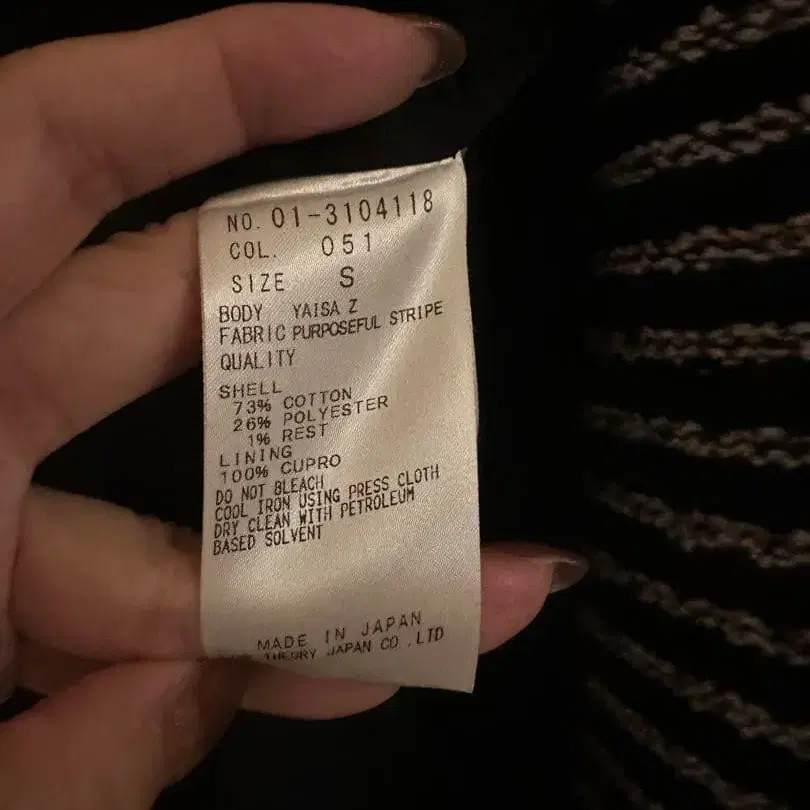 NO. 01-3104118
COL. 051
SIZE S
BODY YAISA Z
FABRIC PURPOSEFUL STRIPE
QUALITY
SHELL
73% COTTON
26% POLYESTER
1% REST
LINING
100% CUPRO
DO NOT BLEACH
COOL IRON USING PRESS CLOTH
DRY CLEAN WITH PETROLEUM
BASED SOLVENT
MADE IN JAPAN
THEORY JAPAN CO.,LTD